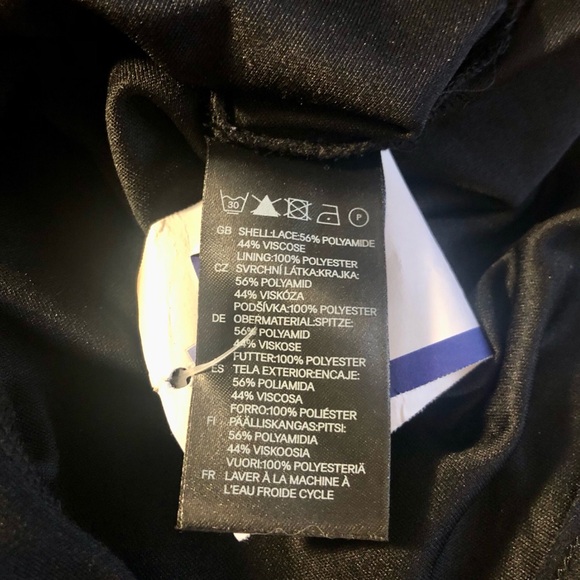 30 P
GB SHELL:LACE:56% POLYAMIDE
44% VISCOSE
LINING:100% POLYESTER
CZ SVRCHNÍ LÁTKA:KRAJKA:
56% POLYAMID
44% VISKÓZA
PODŠÍVKA:100% POLYESTER
DE OBERMATERIAL:SPITZE:
56% POLYAMID
44% VISKOSE
FUTTER:100% POLYESTER
ES TELA EXTERIOR:ENCAJE:
56% POLIAMIDA
44% VISCOSA
FORRO:100% POLIÉSTER
FI PÄÄLLISKANGAS:PITSI:
56% POLYAMIDIA
44% VISKOOSIA
VUORI:100% POLYESTERIÄ
FR LAVER À LA MACHINE À
L'EAU FROIDE CYCLE